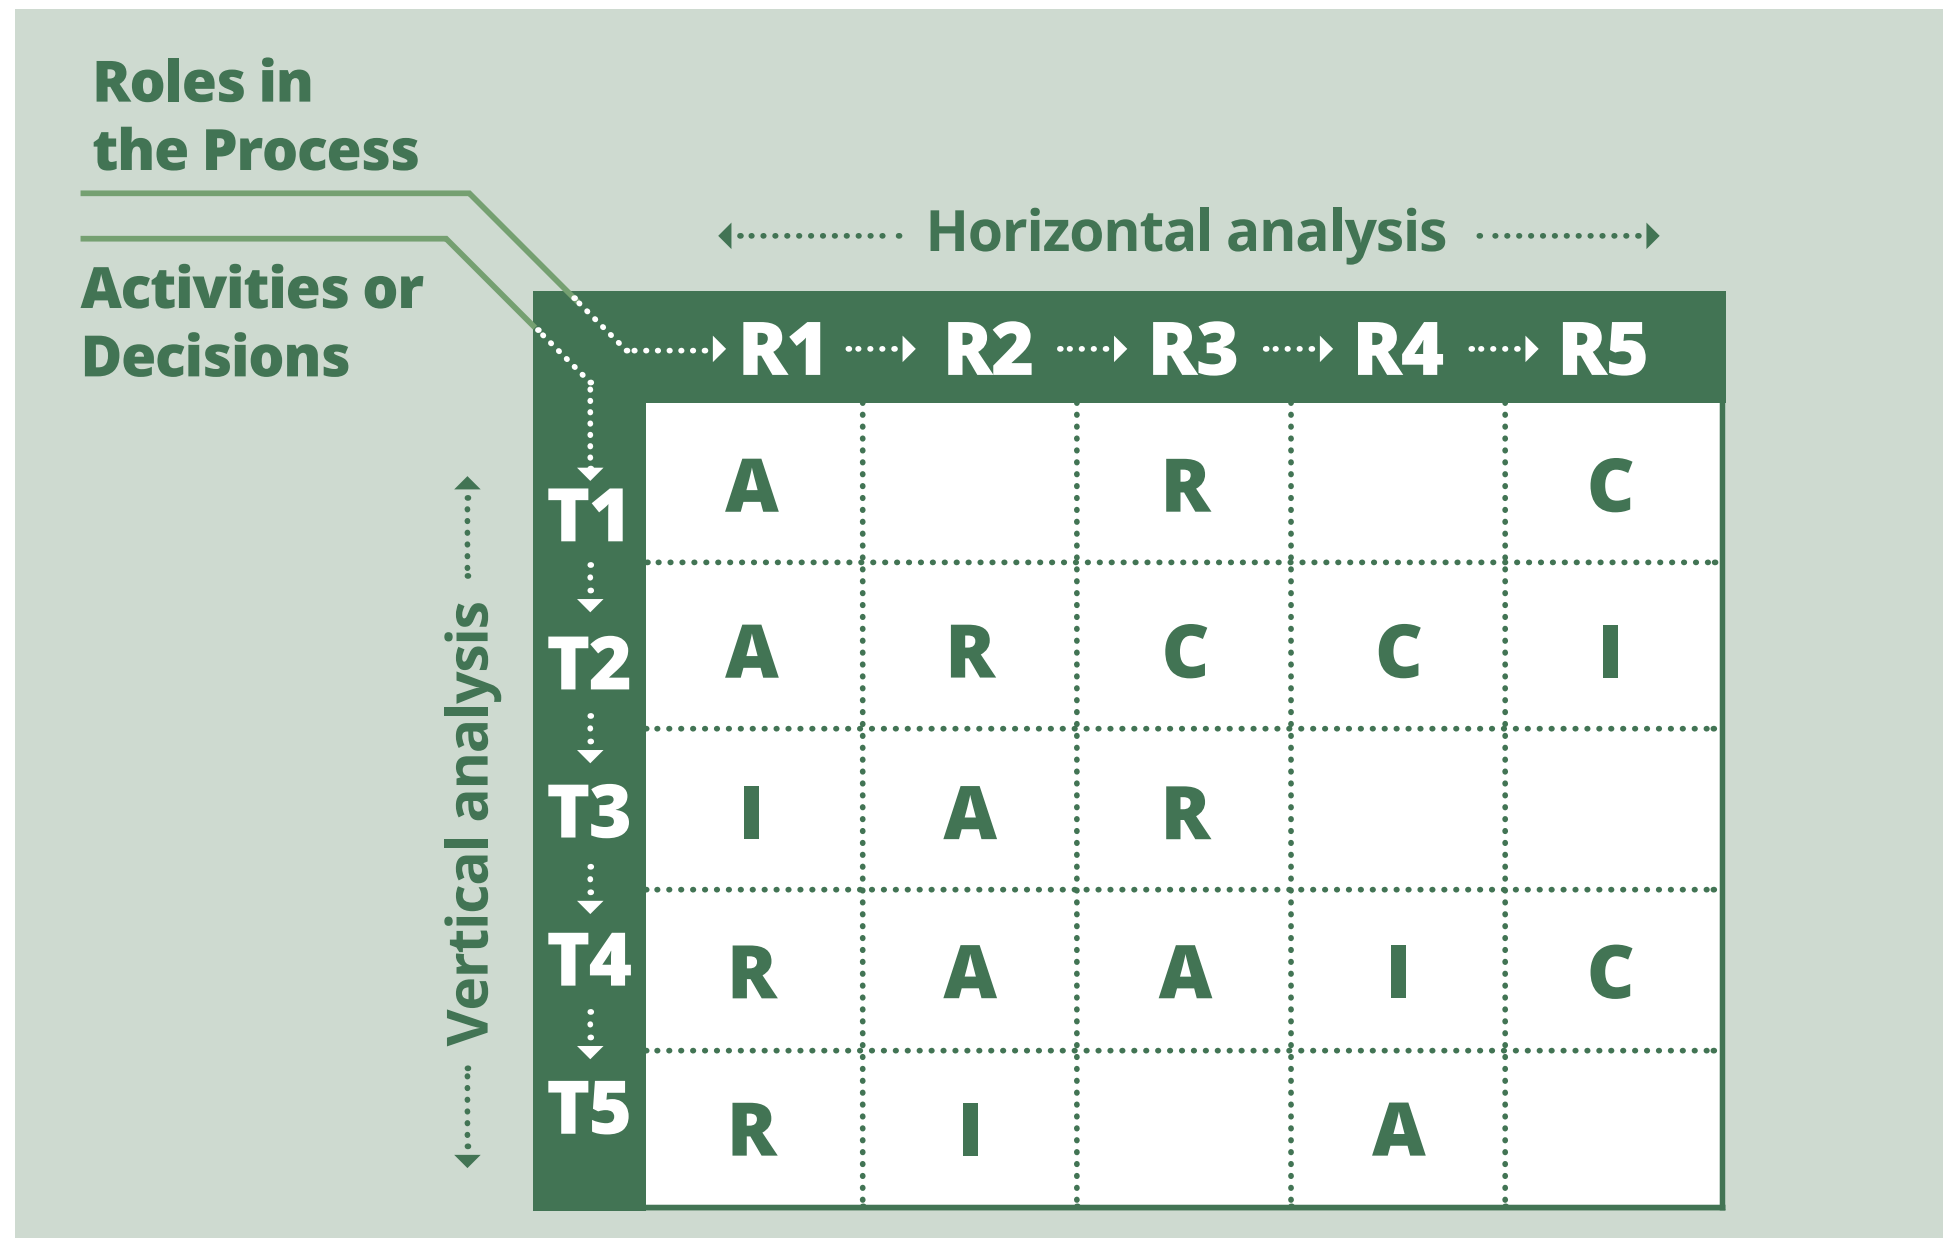 Roles in
the Process
Activities or
Decisions
Horizontal analysis
Vertical analysis
R1 R2 R3 R4 R5
T1 A R C
T2 A R C C I
T3 I A R
T4 R A A I C
T5 R I A